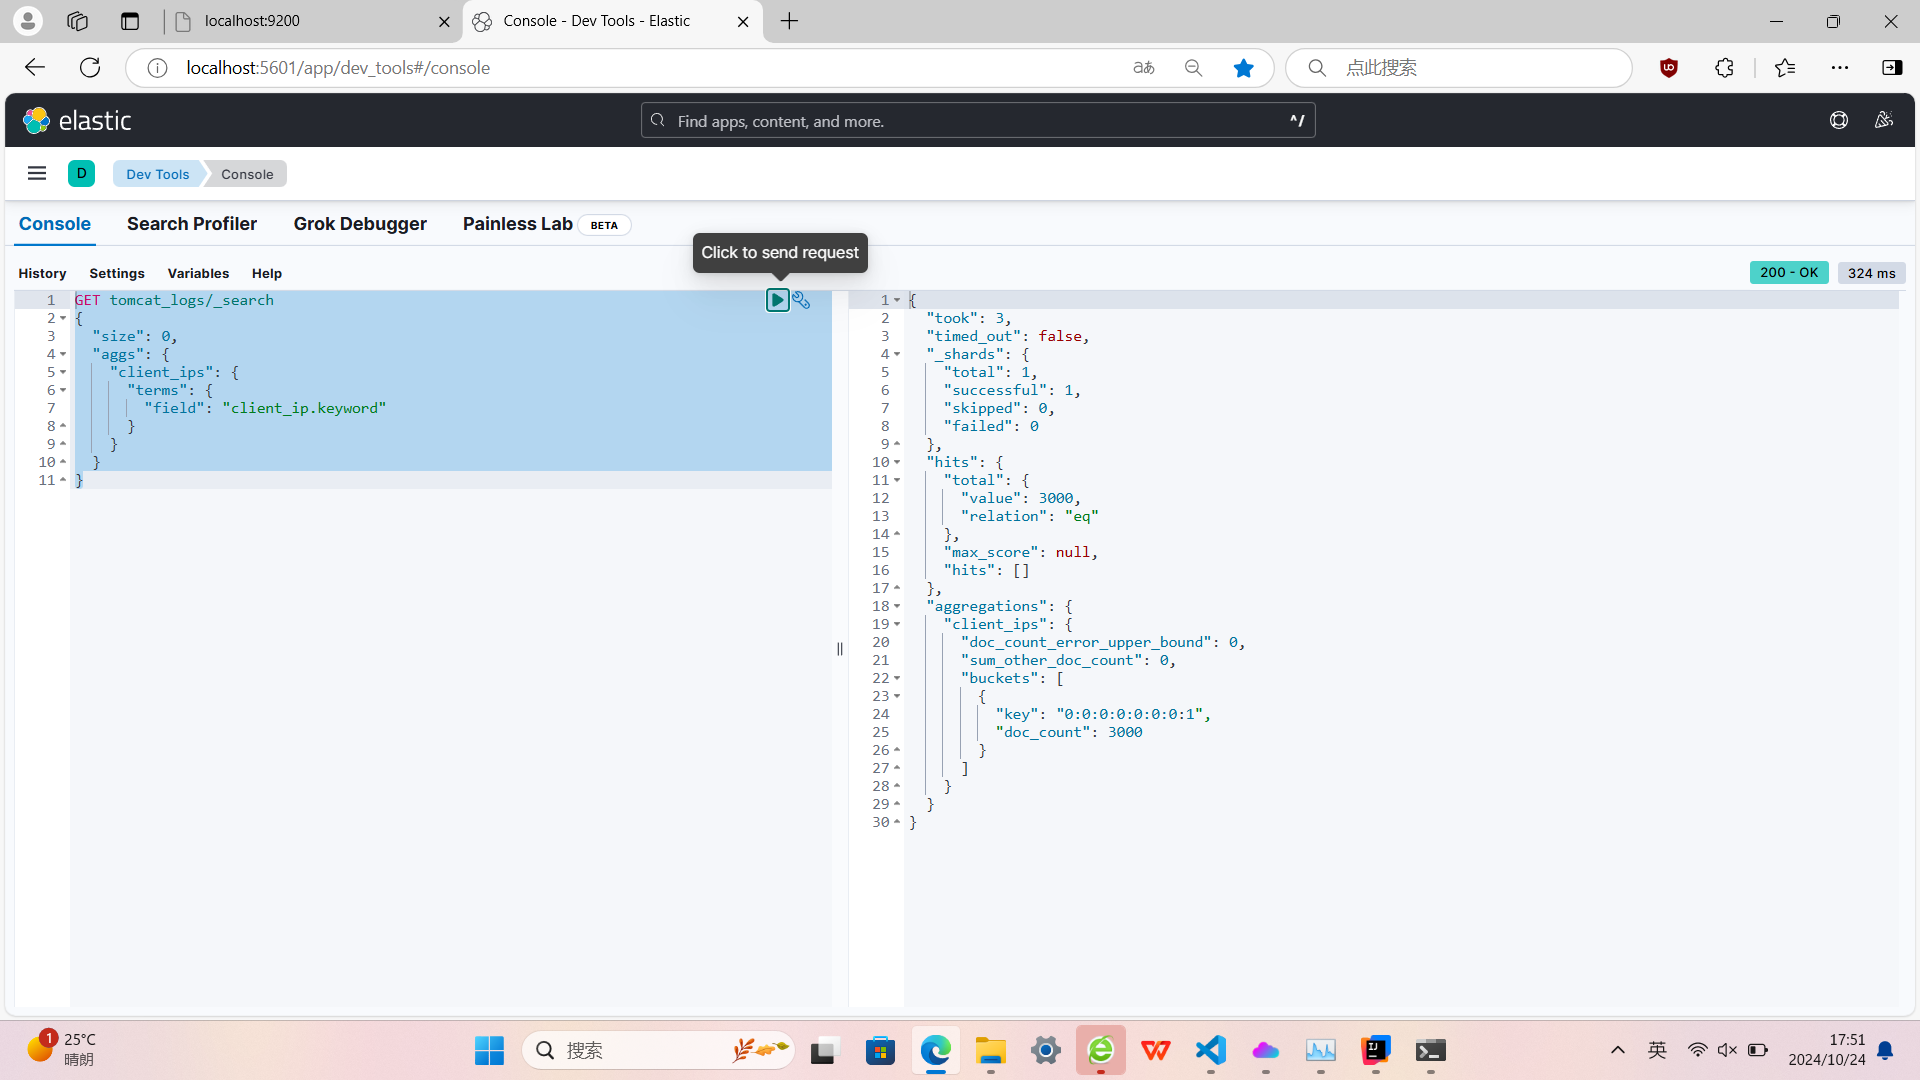 localhost:9200
Console - Dev Tools - Elastic
localhost:5601/app/dev_tools#/console
aあ
点此搜索
elastic
Find apps, content, and more.
^/
D
Dev Tools
Console
Console
Search Profiler
Grok Debugger
Painless Lab
BETA
Click to send request
History
Settings
Variables
Help
200 - OK
324 ms
1 GET tomcat_logs/_search
2 {
3 "size": 0,
4 "aggs": {
5 "client_ips": {
6 "terms": {
7 "field": "client_ip.keyword"
8 }
9 }
10 }
11 }
1 {
2 "took": 3,
3 "timed_out": false,
4 "_shards": {
5 "total": 1,
6 "successful": 1,
7 "skipped": 0,
8 "failed": 0
9 },
10 "hits": {
11 "total": {
12 "value": 3000,
13 "relation": "eq"
14 },
15 "max_score": null,
16 "hits": []
17 },
18 "aggregations": {
19 "client_ips": {
20 "doc_count_error_upper_bound": 0,
21 "sum_other_doc_count": 0,
22 "buckets": [
23 {
24 "key": "0:0:0:0:0:0:0:1",
25 "doc_count": 3000
26 }
27 ]
28 }
29 }
30 }
1
25°C
晴朗
搜索
英
17:51
2024/10/24